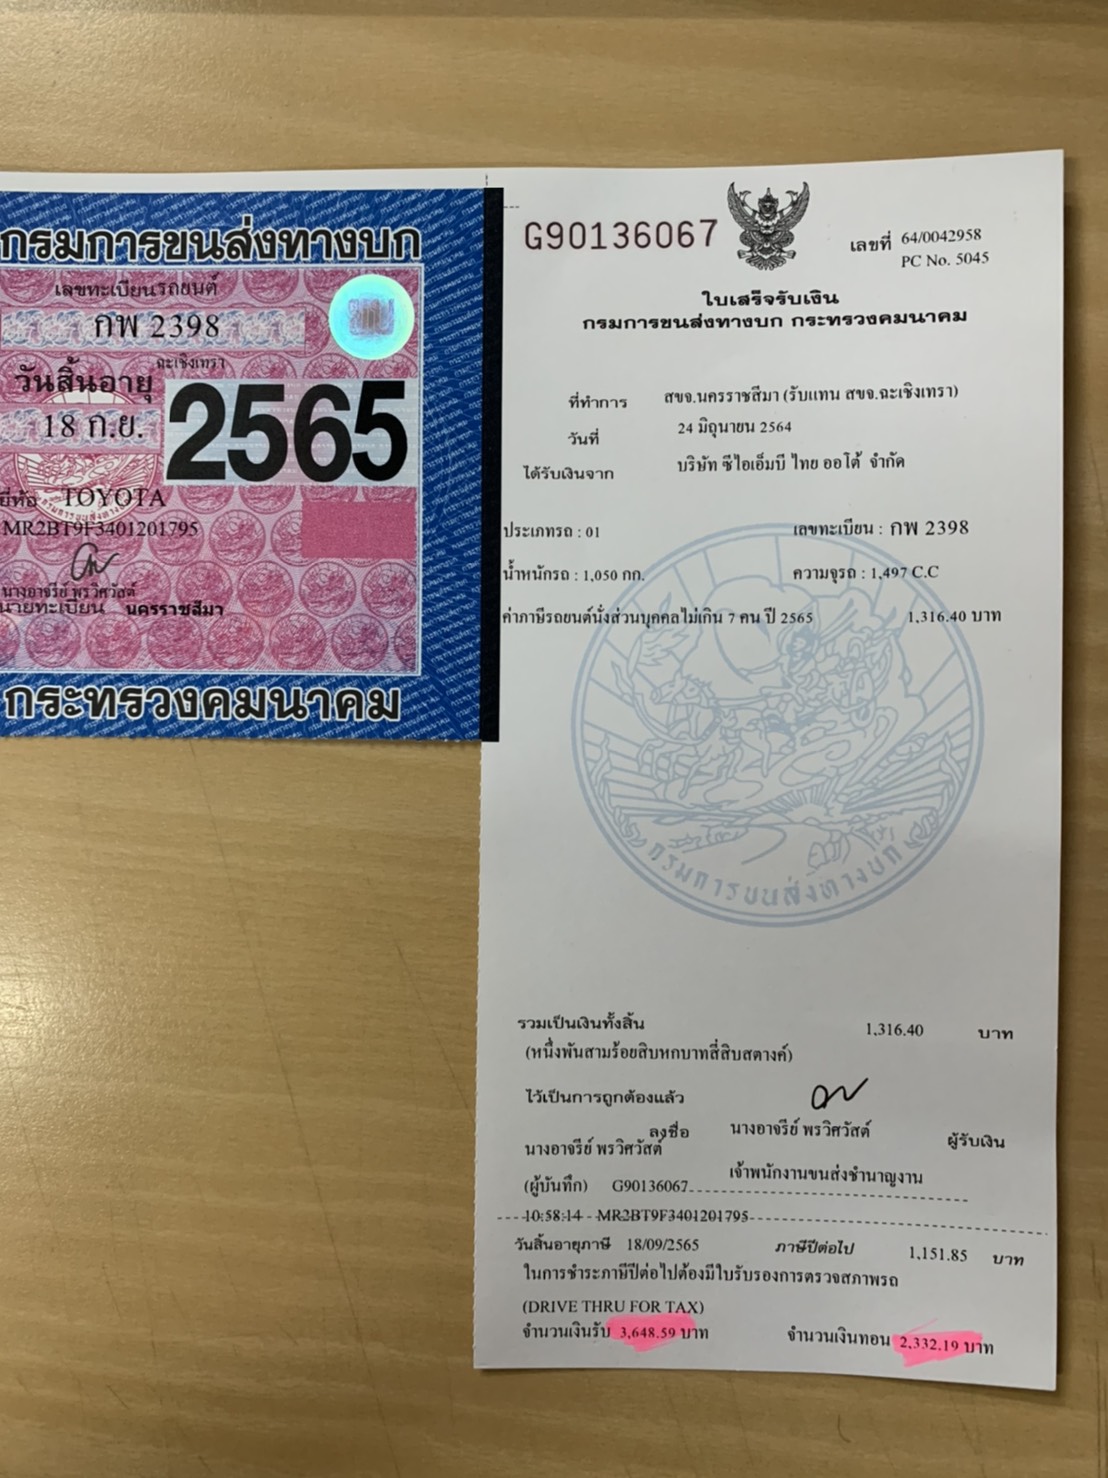 กรมการขนส่งทางบก
เลขทะเบียนรถยนต์
กพ 2398
ฉะเชิงเทรา
วันสิ้นอายุ
18 ก.ย.
2565
ยี่ห้อ TOYOTA
MR2BT9F3401201795
นางอาจรีย์ พรวิศวัสต์
นายทะเบียน นครราชสีมา
กระทรวงคมนาคม
G90136067
เลขที่ 64/0042958
PC No. 5045
ใบเสร็จรับเงิน
กรมการขนส่งทางบก กระทรวงคมนาคม
ที่ทำการ สขจ.นครราชสีมา (รับแทน สขจ.ฉะเชิงเทรา)
วันที่ 24 มิถุนายน 2564
ได้รับเงินจาก บริษัท ซีไอเอ็มบี ไทย ออโต้ จำกัด
ประเภทรถ : 01 เลขทะเบียน : กพ 2398
น้ำหนักรถ : 1,050 กก. ความจุรถ : 1,497 C.C
ค่าภาษีรถยนต์นั่งส่วนบุคคลไม่เกิน 7 คน ปี 2565 1,316.40 บาท
กรมการขนส่งทางบก
รวมเป็นเงินทั้งสิ้น 1,316.40 บาท
(หนึ่งพันสามร้อยสิบหกบาทสี่สิบสตางค์)
ไว้เป็นการถูกต้องแล้ว
ลงชื่อ นางอาจรีย์ พรวิศวัสต์ ผู้รับเงิน
นางอาจรีย์ พรวิศวัสต์
เจ้าพนักงานขนส่งชำนาญงาน
(ผู้บันทึก) G90136067
10:58:14 MR2BT9F3401201795
วันสิ้นอายุภาษี 18/09/2565 ภาษีปีต่อไป 1,151.85 บาท
ในการชำระภาษีปีต่อไปต้องมีใบรับรองการตรวจสภาพรถ
(DRIVE THRU FOR TAX)
จำนวนเงินรับ 3,648.59 บาท จำนวนเงินทอน 2,332.19 บาท